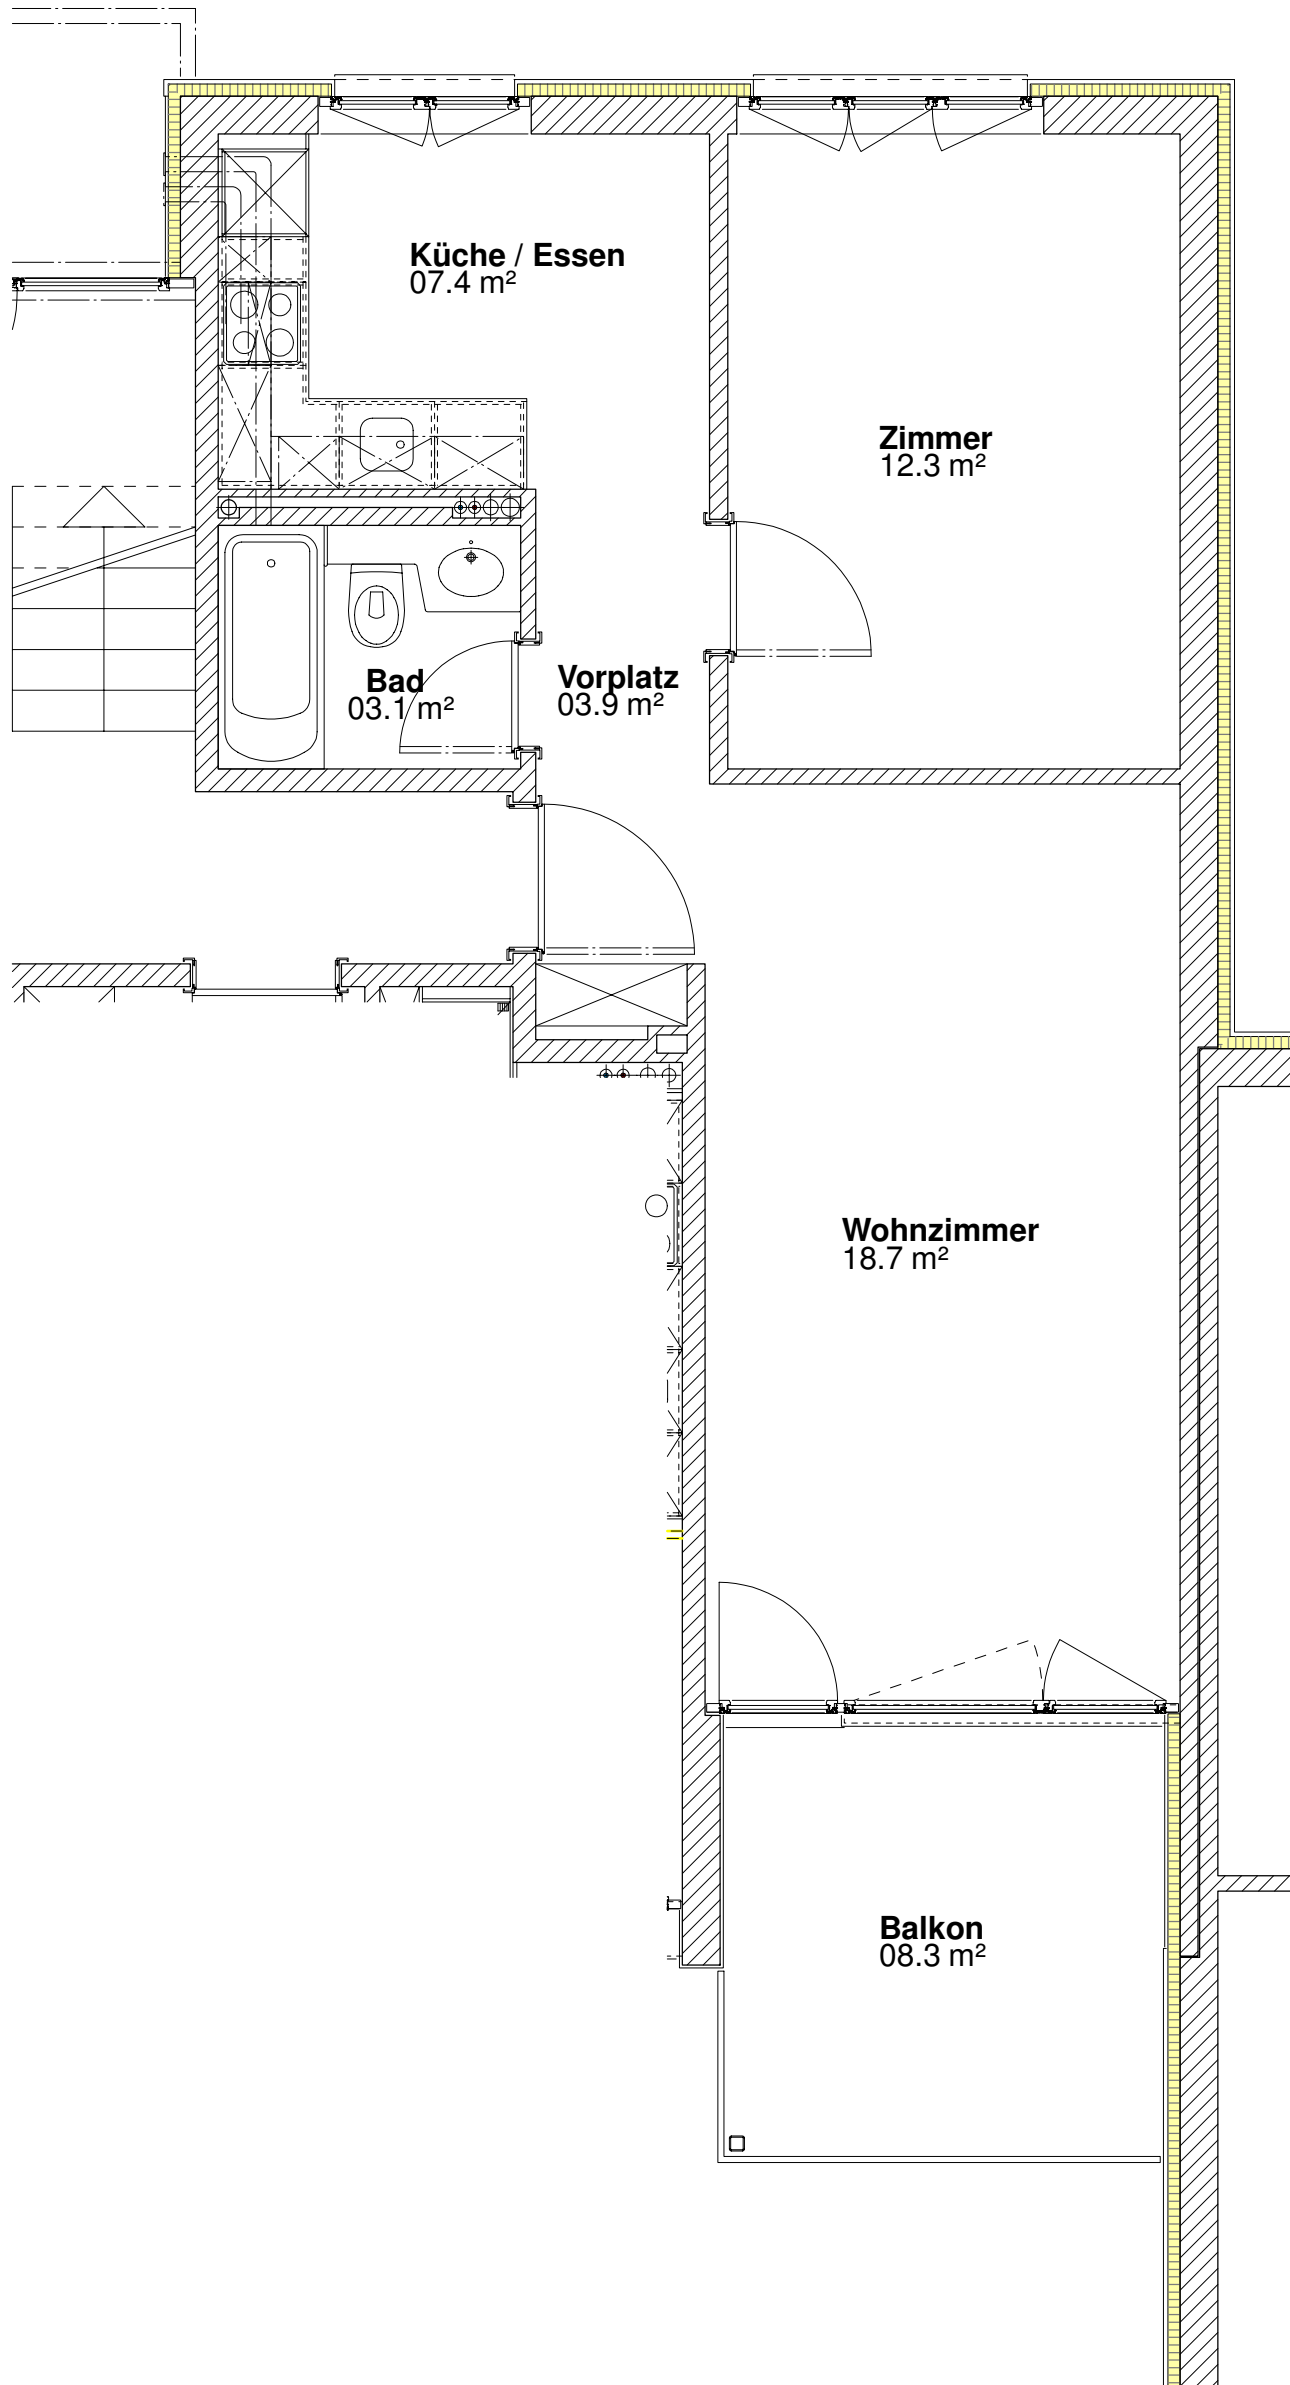 Küche / Essen
07.4 m²
Zimmer
12.3 m²
Bad
03.1 m²
Vorplatz
03.9 m²
Wohnzimmer
18.7 m²
Balkon
08.3 m²